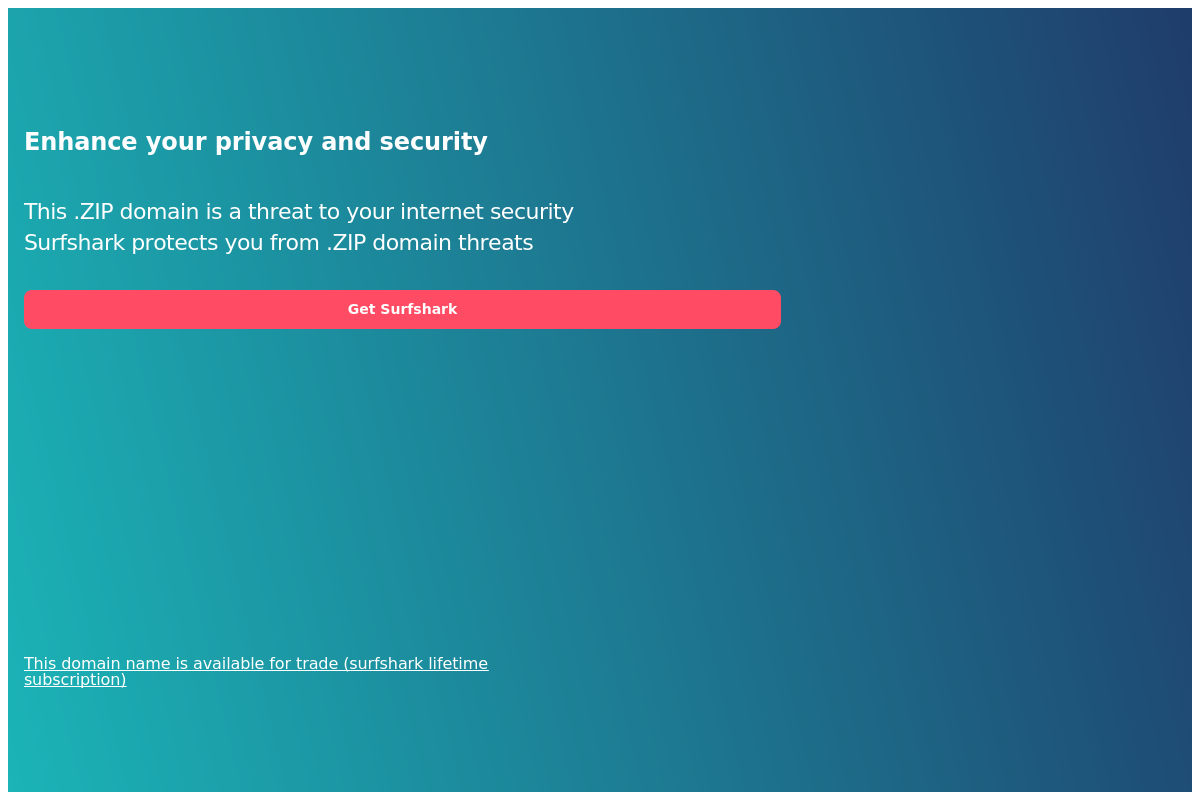 Enhance your privacy and security
This .ZIP domain is a threat to your internet security
Surfshark protects you from .ZIP domain threats
Get Surfshark
This domain name is available for trade (surfshark lifetime
subscription)